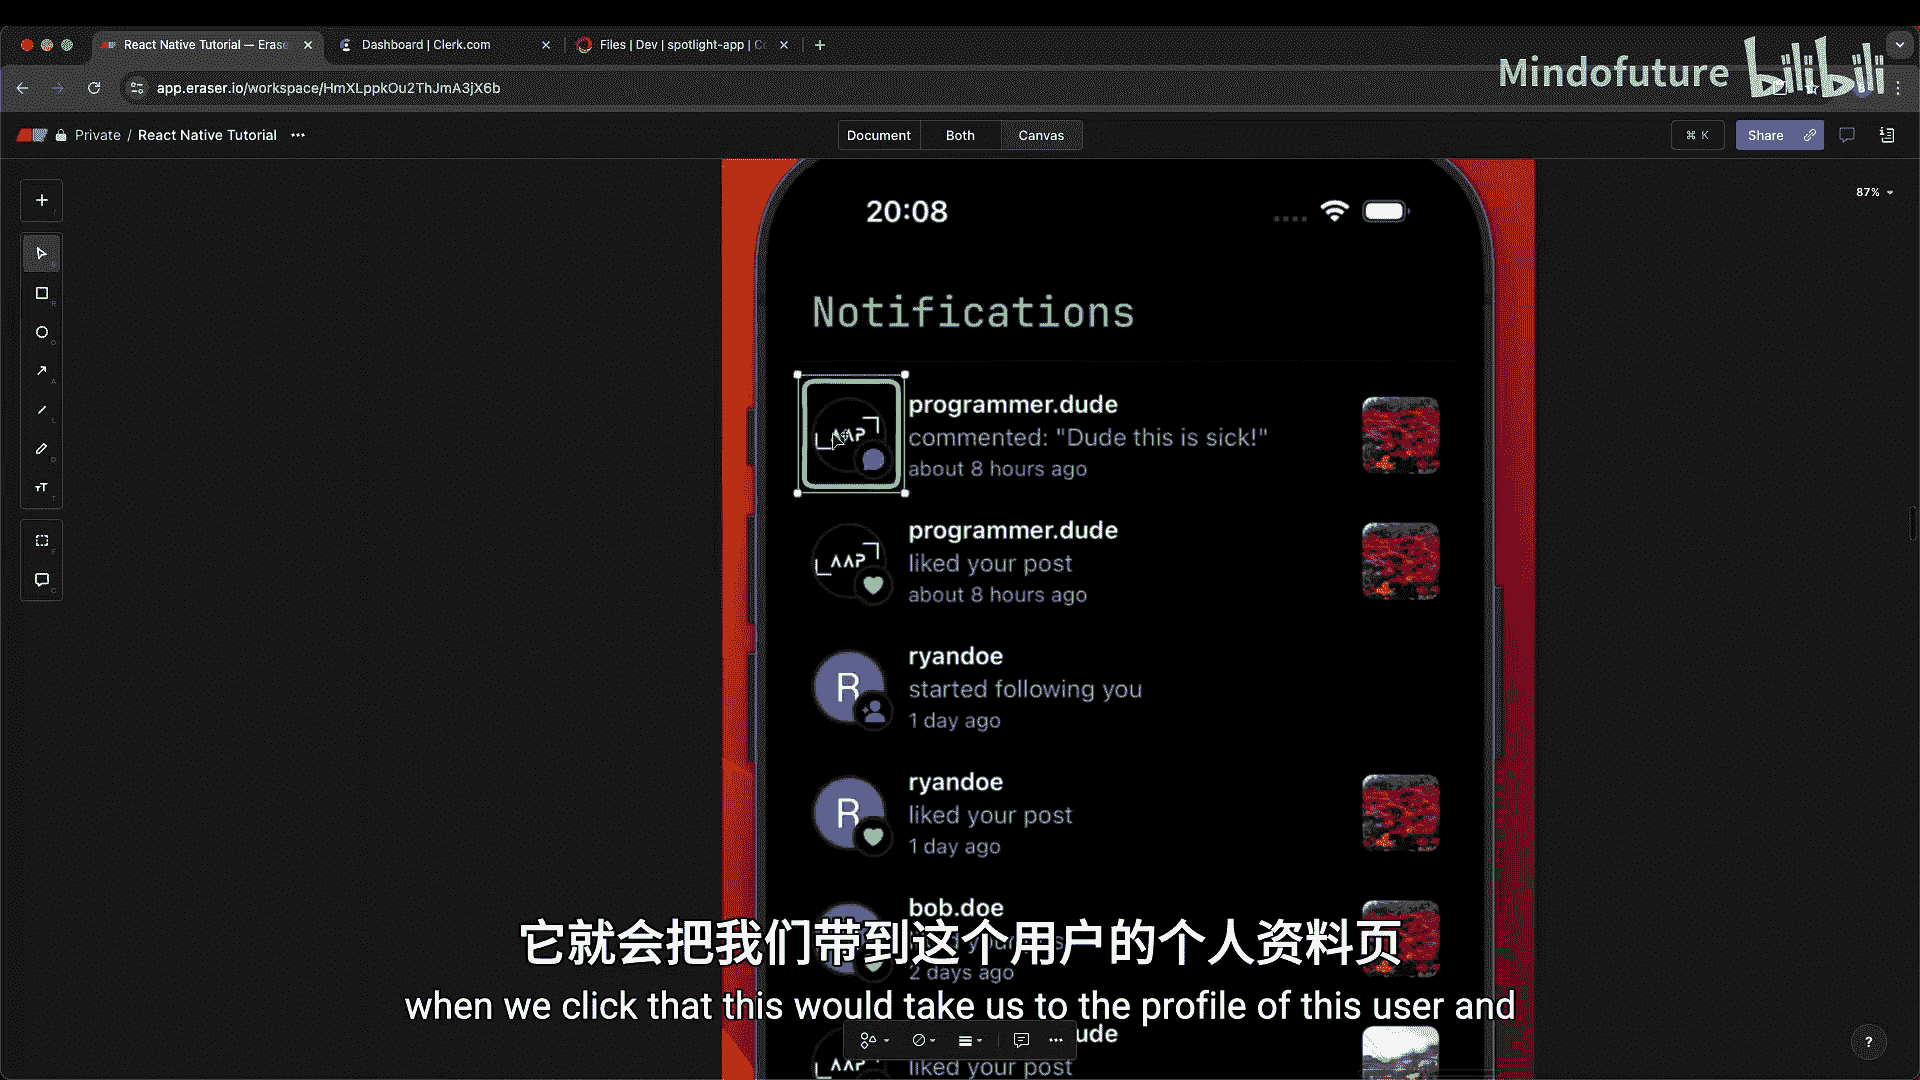 React Native Tutorial — Erase
Dashboard | Clerk.com
Files | Dev | spotlight-app | Co
app.eraser.io/workspace/HmXLppkOu2ThJmA3jX6b
Mindofuture bilibili
Private / React Native Tutorial
Document Both Canvas
⌘ K
Share
87%
20:08
Notifications
programmer.dude
commented: "Dude this is sick!"
about 8 hours ago
programmer.dude
liked your post
about 8 hours ago
R
ryandoe
started following you
1 day ago
R
ryandoe
liked your post
1 day ago
bob.doe
2 days ago
它就会把我们带到这个用户的个人资料页
when we click that this would take us to the profile of this user and
ude
liked your post
?